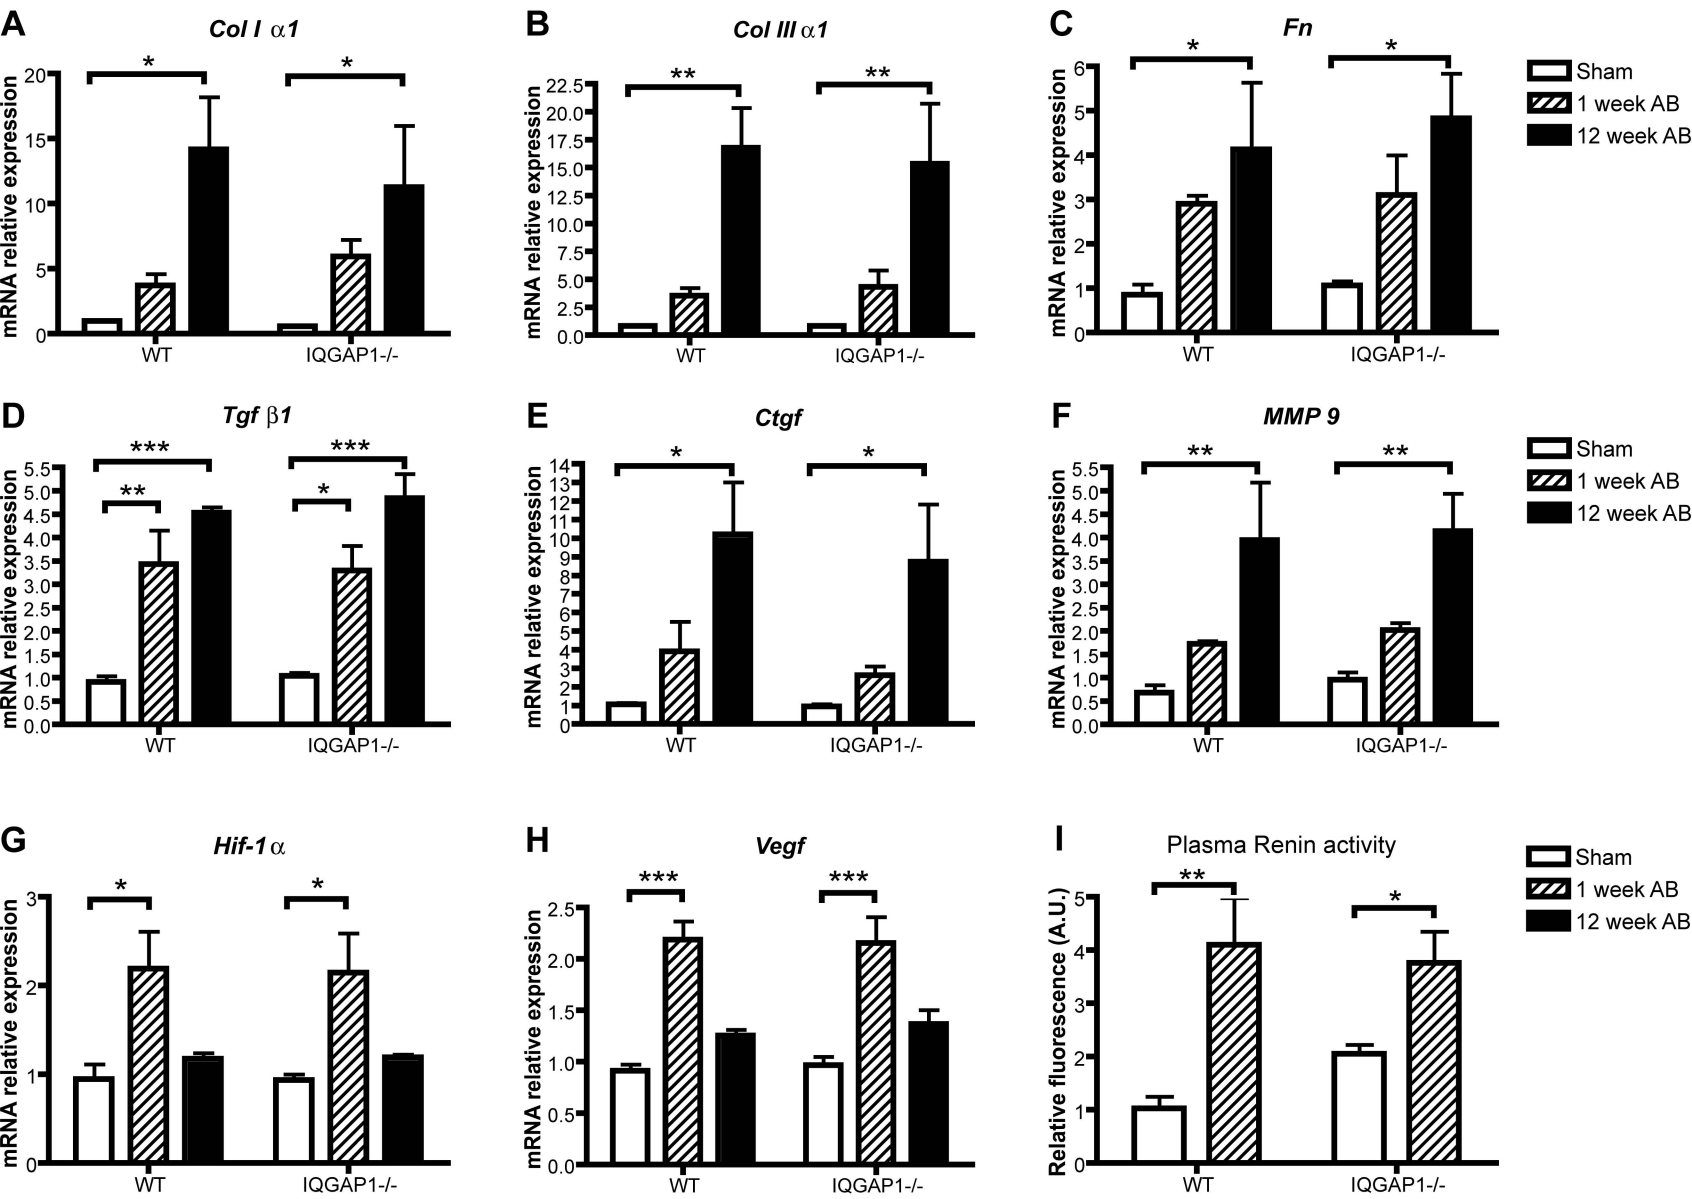 A
Col I α1
*
*
mRNA relative expression
20
15
10
5
0
WT
IQGAP1-/-
B
Col III α1
**
**
mRNA relative expression
22.5
20.0
17.5
15.0
12.5
10.0
7.5
5.0
2.5
0.0
WT
IQGAP1-/-
C
Fn
*
*
mRNA relative expression
6
5
4
3
2
1
0
WT
IQGAP1-/-
Sham
1 week AB
12 week AB
D
Tgf β1
***
***
**
*
mRNA relative expression
5.5
5.0
4.5
4.0
3.5
3.0
2.5
2.0
1.5
1.0
0.5
0.0
WT
IQGAP1-/-
E
Ctgf
*
*
mRNA relative expression
14
13
12
11
10
9
8
7
6
5
4
3
2
1
0
WT
IQGAP1-/-
F
MMP 9
**
**
mRNA relative expression
5.5
5.0
4.5
4.0
3.5
3.0
2.5
2.0
1.5
1.0
0.5
0.0
WT
IQGAP1-/-
Sham
1 week AB
12 week AB
G
Hif-1α
*
*
mRNA relative expression
3
2
1
0
WT
IQGAP1-/-
H
Vegf
***
***
mRNA relative expression
2.5
2.0
1.5
1.0
0.5
0.0
WT
IQGAP1-/-
I
Plasma Renin activity
**
*
Relative fluorescence (A.U.)
5
4
3
2
1
0
WT
IQGAP1-/-
Sham
1 week AB
12 week AB